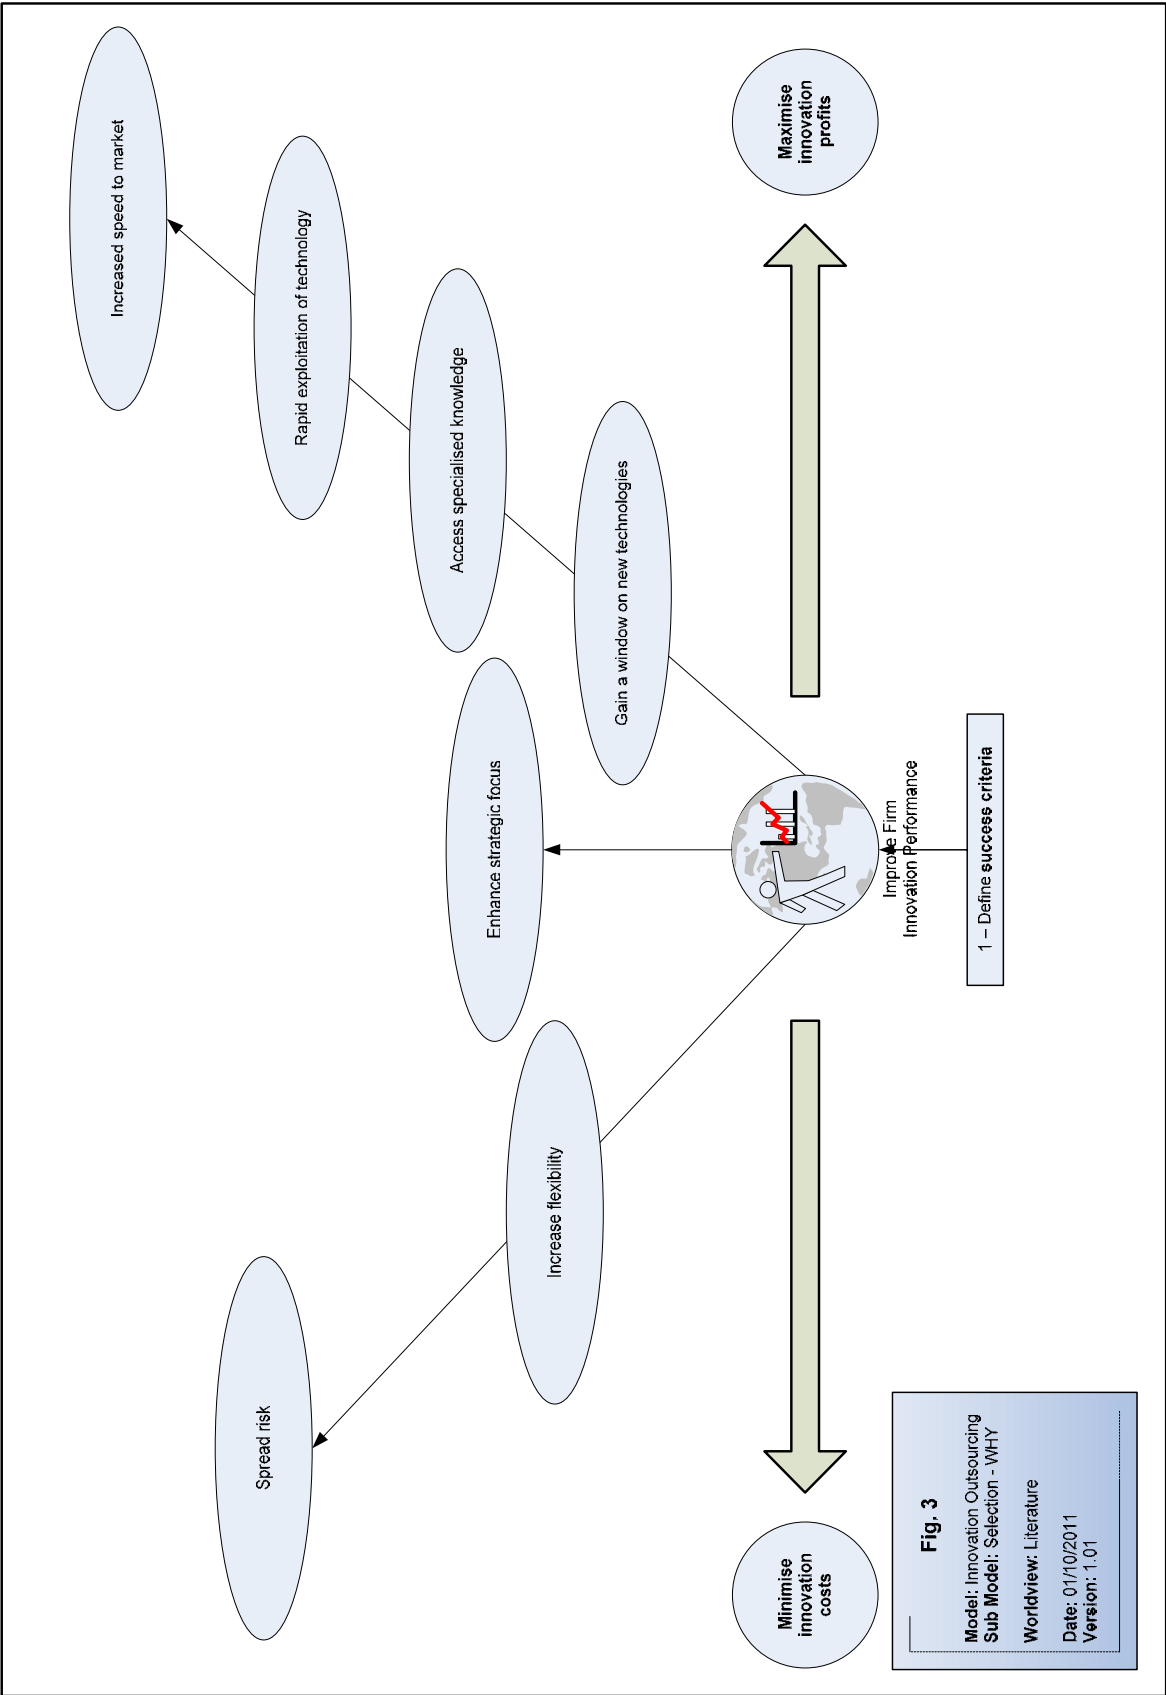 Spread risk
Increase flexibility
Enhance strategic focus
Gain a window on new technologies
Access specialised knowledge
Rapid exploitation of technology
Increased speed to market
Minimise
innovation
costs
Maximise
innovation
profits
Improve Firm
Innovation Performance
1 – Define success criteria
Fig. 3
Model: Innovation Outsourcing
Sub Model: Selection - WHY
Worldview: Literature
Date: 01/10/2011
Version: 1.01